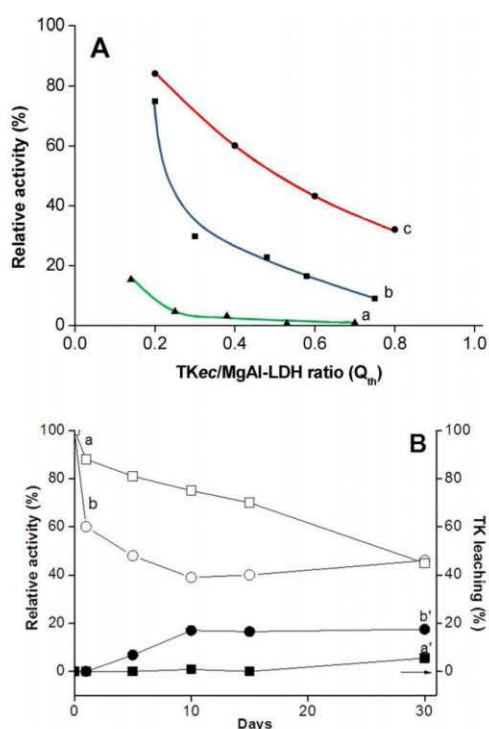 100
80
60
40
20
0
Relative activity (%)
A
c
b
a
0.0 0.2 0.4 0.6 0.8 1.0
TKec/MgAl-LDH ratio (Qth)
100
80
60
40
20
0
Relative activity (%)
a
b
B
b'
a'
100
80
60
40
20
0
TK leaching (%)
0 10 20 30
Days